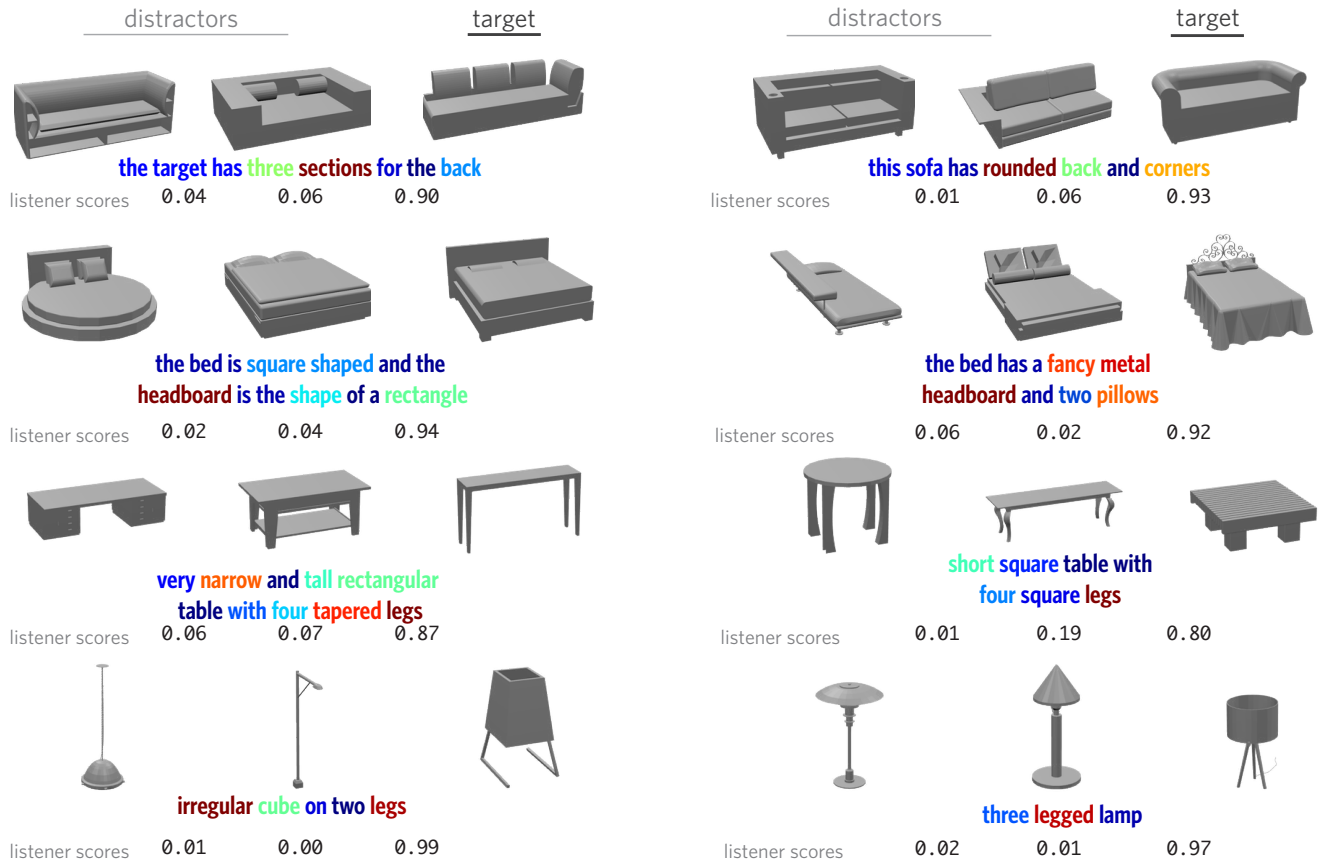 distractors target
the target has three sections for the back
listener scores 0.04 0.06 0.90
the bed is square shaped and the
headboard is the shape of a rectangle
listener scores 0.02 0.04 0.94
very narrow and tall rectangular
table with four tapered legs
listener scores 0.06 0.07 0.87
irregular cube on two legs
listener scores 0.01 0.00 0.99
distractors target
this sofa has rounded back and corners
listener scores 0.01 0.06 0.93
the bed has a fancy metal
headboard and two pillows
listener scores 0.06 0.02 0.92
short square table with
four square legs
listener scores 0.01 0.19 0.80
three legged lamp
listener scores 0.02 0.01 0.97